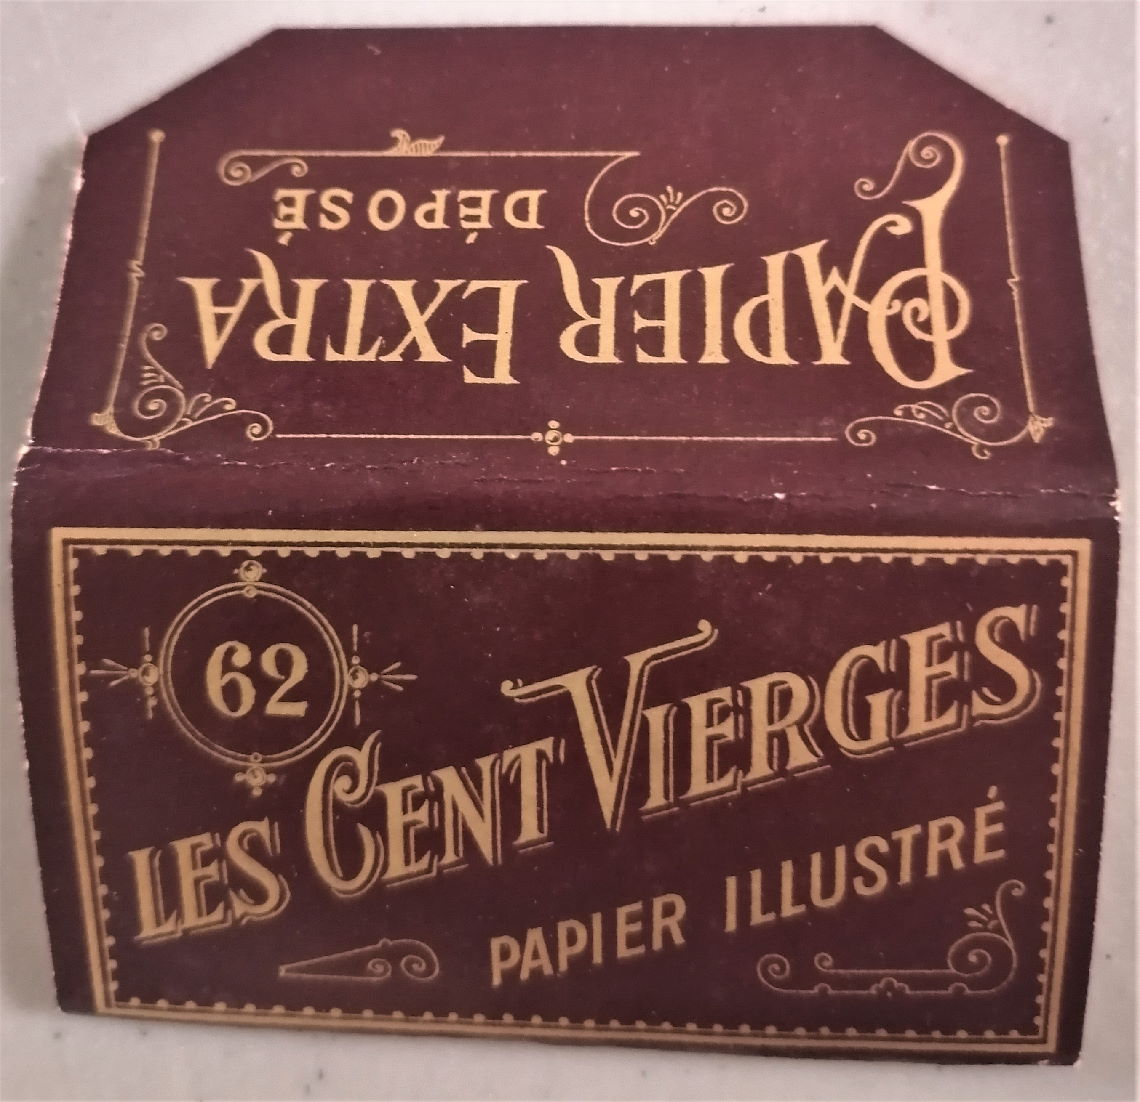 PAPIER EXTRA
DÉPOSÉ
62
LES CENT VIERGES
PAPIER ILLUSTRÉ